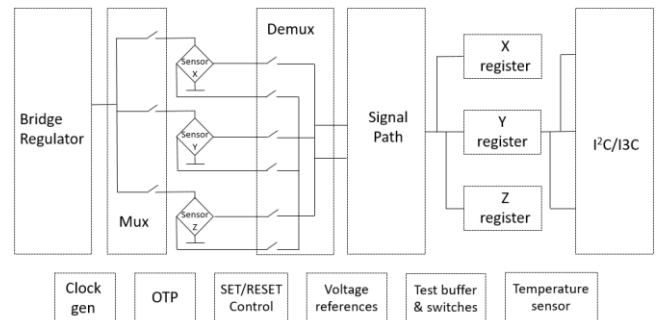 Bridge
Regulator
Mux
Sensor
X
Sensor
Y
Sensor
Z
Demux
Signal
Path
X
register
Y
register
Z
register
I²C/I3C
Clock
gen
OTP
SET/RESET
Control
Voltage
references
Test buffer
& switches
Temperature
sensor